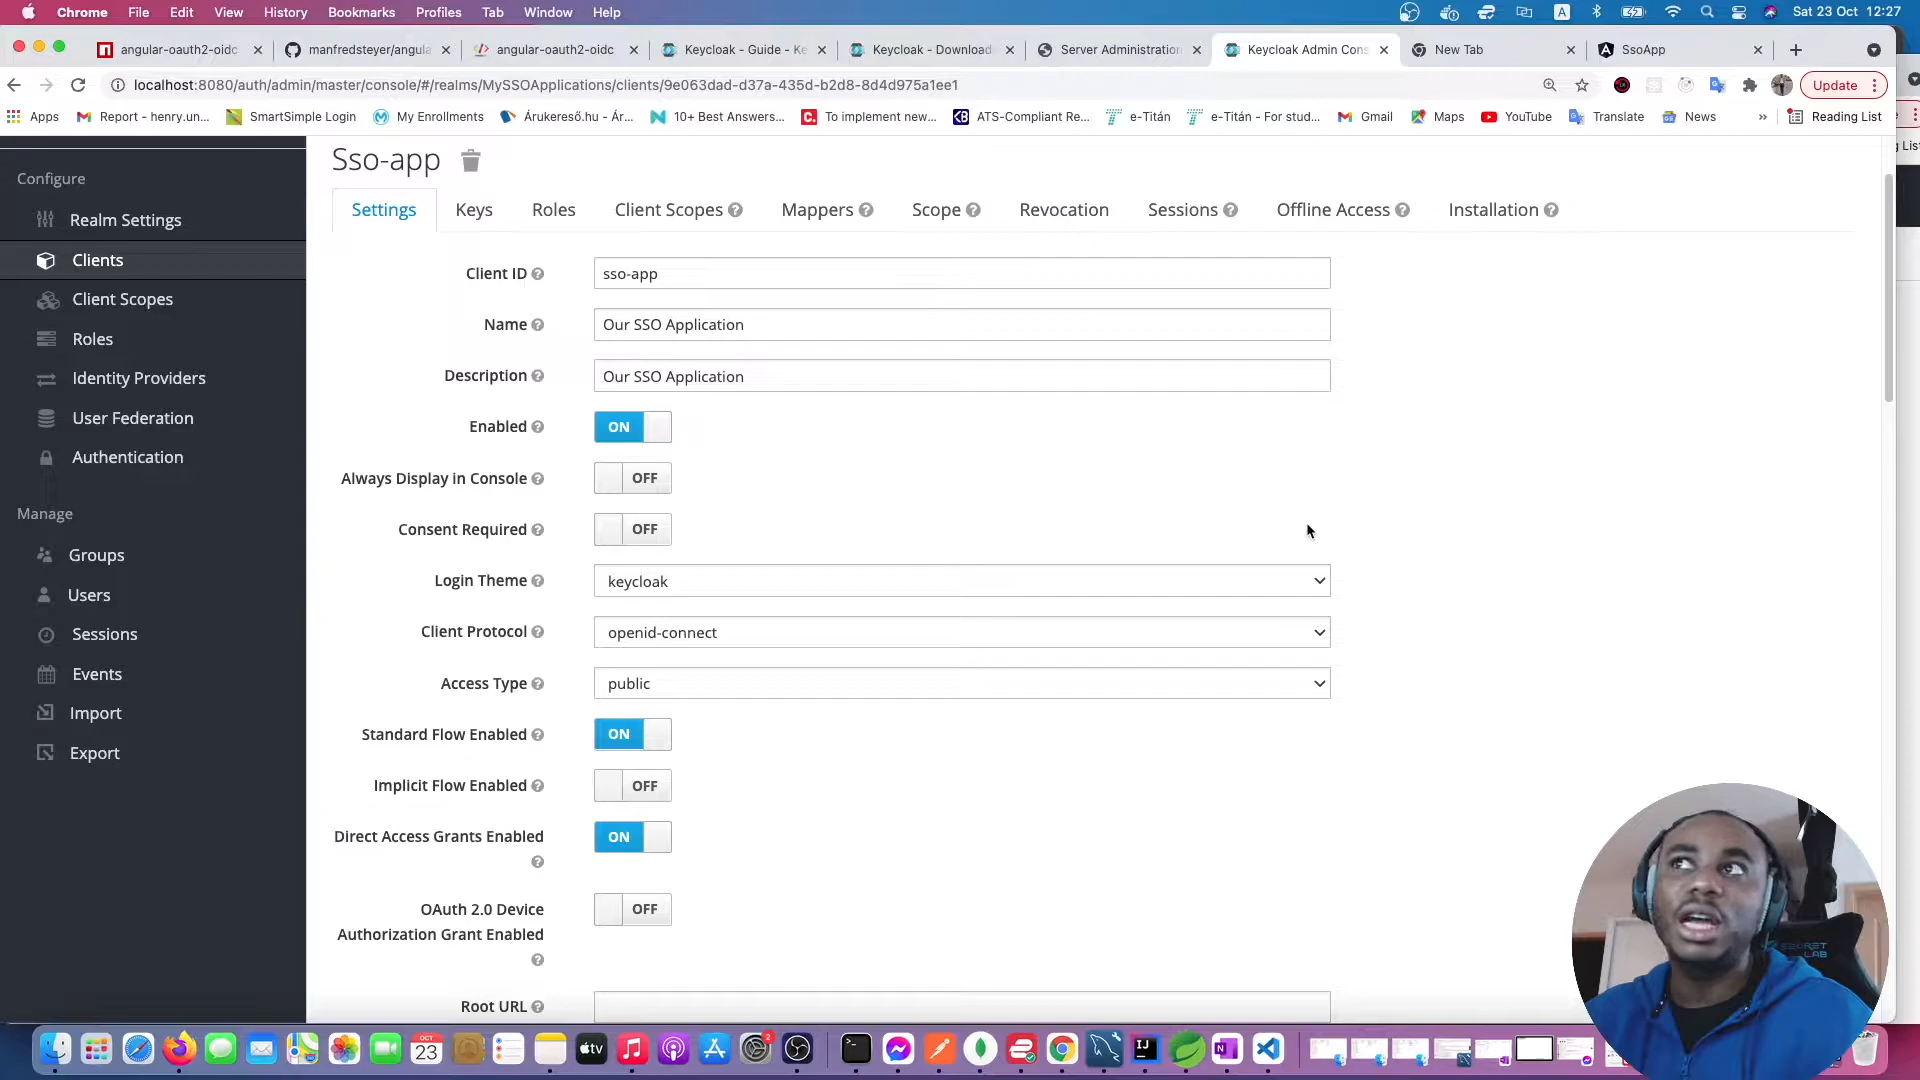 Chrome File Edit View History Bookmarks Profiles Tab Window Help A Sat 23 Oct 12:27
angular-oauth2-oidc manfredsteyer/angula angular-oauth2-oidc Keycloak - Guide - Ke Keycloak - Downloads Server Administration Keycloak Admin Cons New Tab SsoApp
localhost:8080/auth/admin/master/console/#/realms/MySSOApplications/clients/9e063dad-d37a-435d-b2d8-8d4d975a1ee1 Update
Apps Report - henry.un... SmartSimple Login My Enrollments Árukereső.hu - Ár... 10+ Best Answers... To implement new... ATS-Compliant Re... e-Titán e-Titán - For stud... Gmail Maps YouTube Translate News » Reading List
Sso-app
Configure
Realm Settings
Clients
Client Scopes
Roles
Identity Providers
User Federation
Authentication
Manage
Groups
Users
Sessions
Events
Import
Export
Settings Keys Roles Client Scopes Mappers Scope Revocation Sessions Offline Access Installation
Client ID sso-app
Name Our SSO Application
Description Our SSO Application
Enabled ON
Always Display in Console OFF
Consent Required OFF
Login Theme keycloak
Client Protocol openid-connect
Access Type public
Standard Flow Enabled ON
Implicit Flow Enabled OFF
Direct Access Grants Enabled ON
OAuth 2.0 Device OFF
Authorization Grant Enabled
Root URL
SECRET
LAB
OCT
23
tv
2
IJ
N